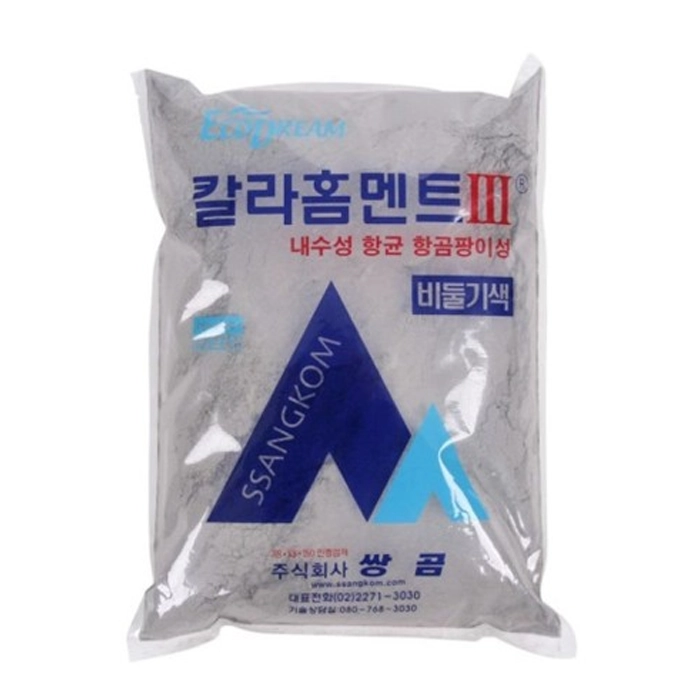 ECODREAM
칼라홈멘트III®
내수성 항균 항곰팡이성
비둘기색
SSANGKOM
주식회사 쌍 곰
www.ssangkom.com
대표전화(02)2271-3030
기술상담실:080-768-3030